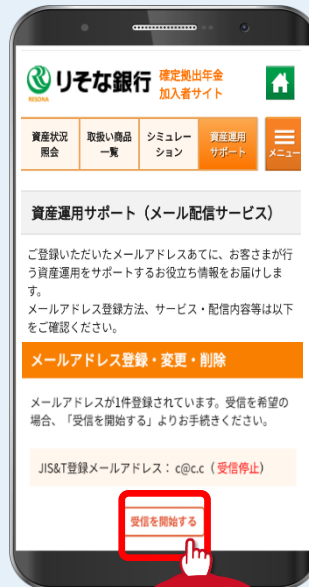 りそな銀行
RESONA
確定拠出年金
加入者サイト
資産状況
照会
取扱い商品
一覧
シミュレー
ション
資産運用
サポート
メニュー
資産運用サポート（メール配信サービス）
ご登録いただいたメールアドレスあてに、お客さまが行
う資産運用をサポートするお役立ち情報をお届けしま
す。
メールアドレス登録方法、サービス・配信内容等は以下
をご確認ください。
メールアドレス登録・変更・削除
メールアドレスが1件登録されています。受信を希望の
場合、「受信を開始する」よりお手続きください。
JIS&T登録メールアドレス：c@c.c（受信停止）
受信を開始する